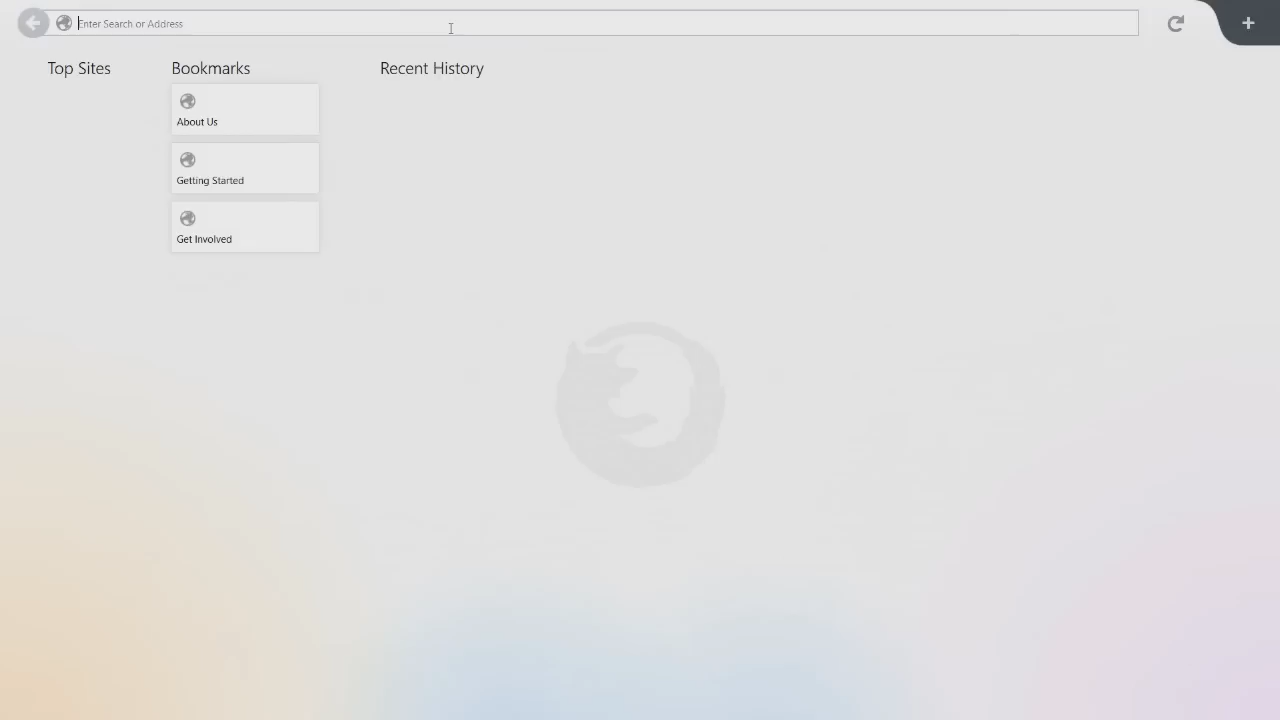 Enter Search or Address
Top Sites
Bookmarks
Recent History
About Us
Getting Started
Get Involved